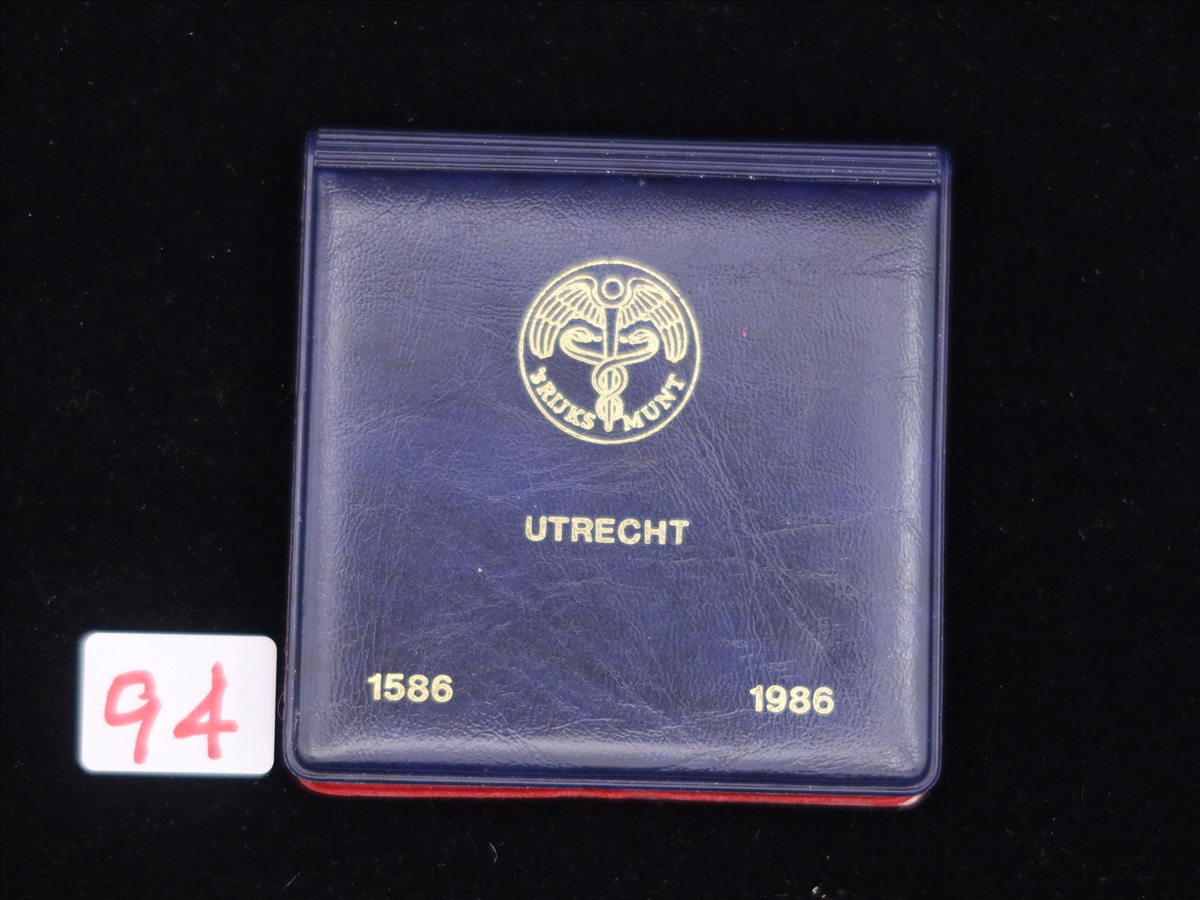 'S RIJKS MUNT
UTRECHT
1586 1986
94